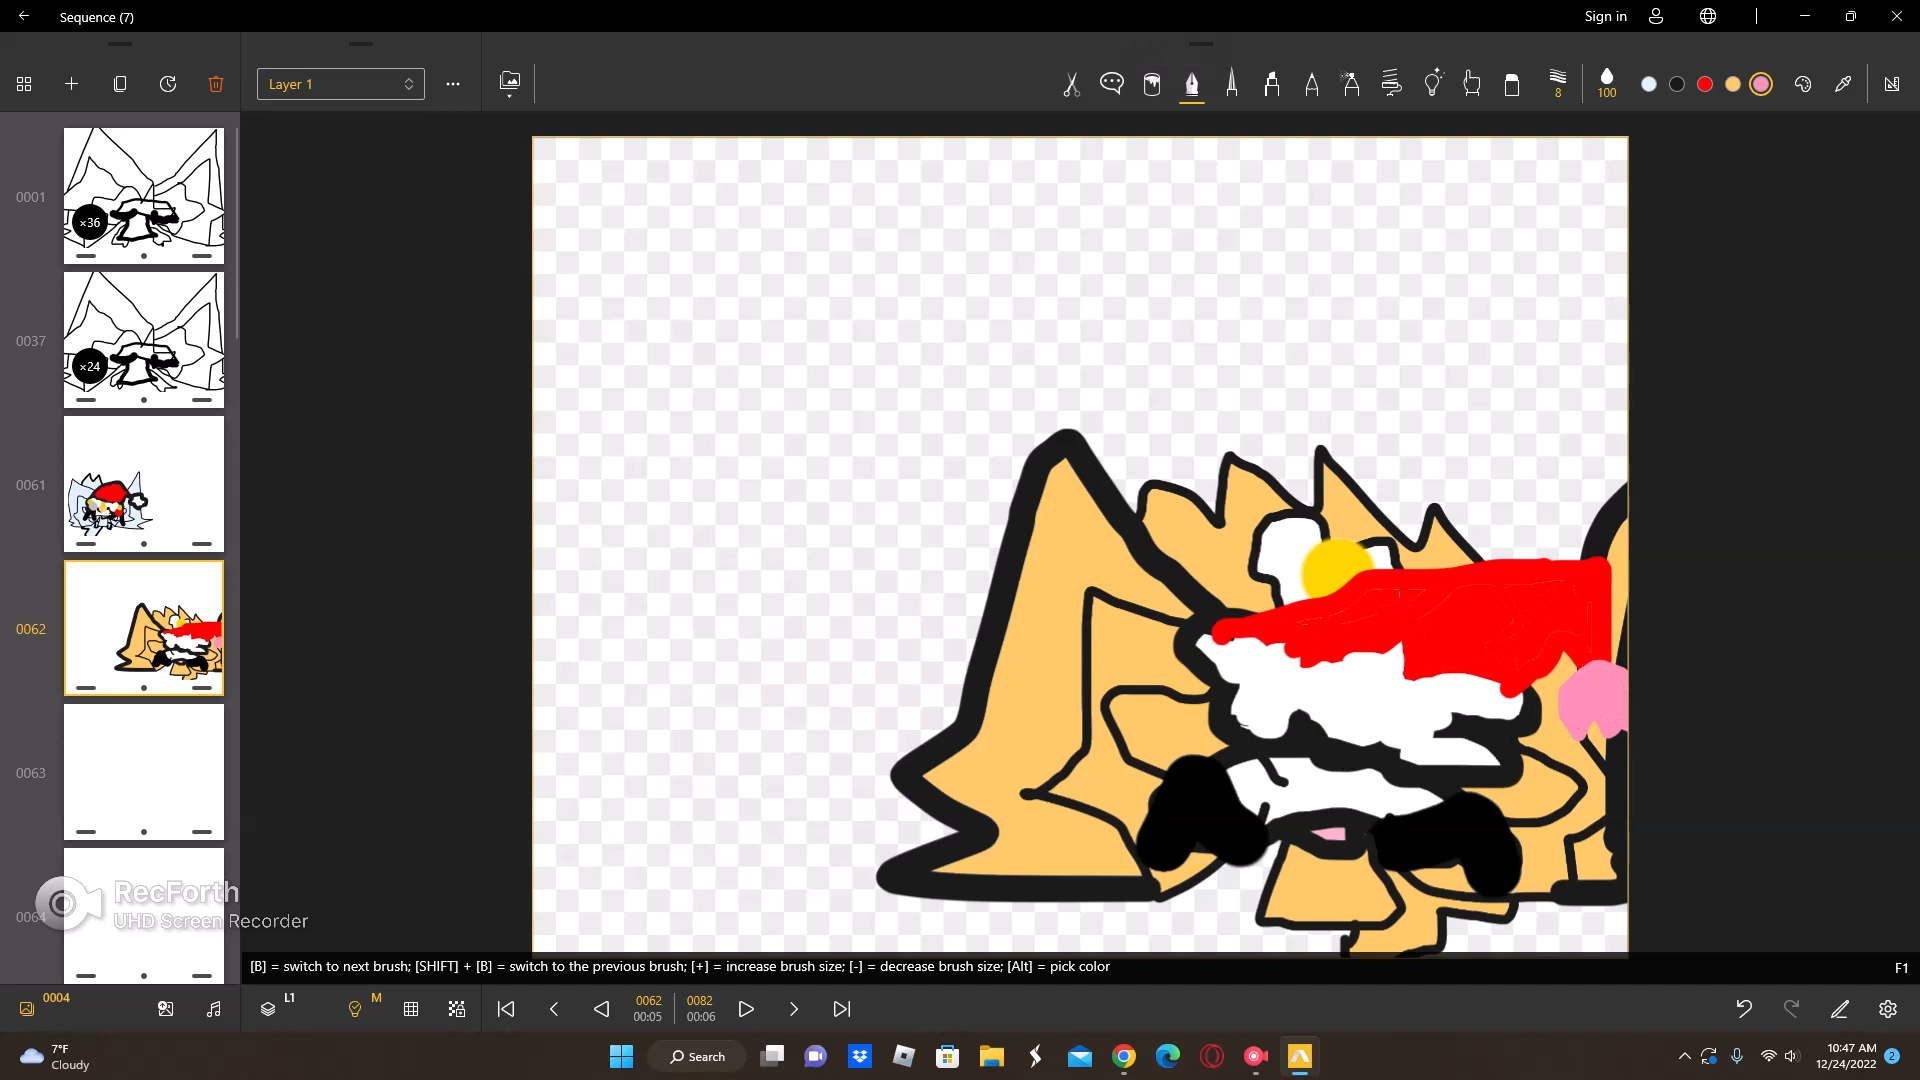 Sequence (7)
Sign in
Layer 1
8
100
0001
×36
0037
×24
0061
0062
0063
0064
RecForth
UHD Screen Recorder
[B] = switch to next brush; [SHIFT] + [B] = switch to the previous brush; [+] = increase brush size; [-] = decrease brush size; [Alt] = pick color
F1
0004
L1
M
0062
00:05
0082
00:06
7°F
Cloudy
Search
10:47 AM
12/24/2022
2